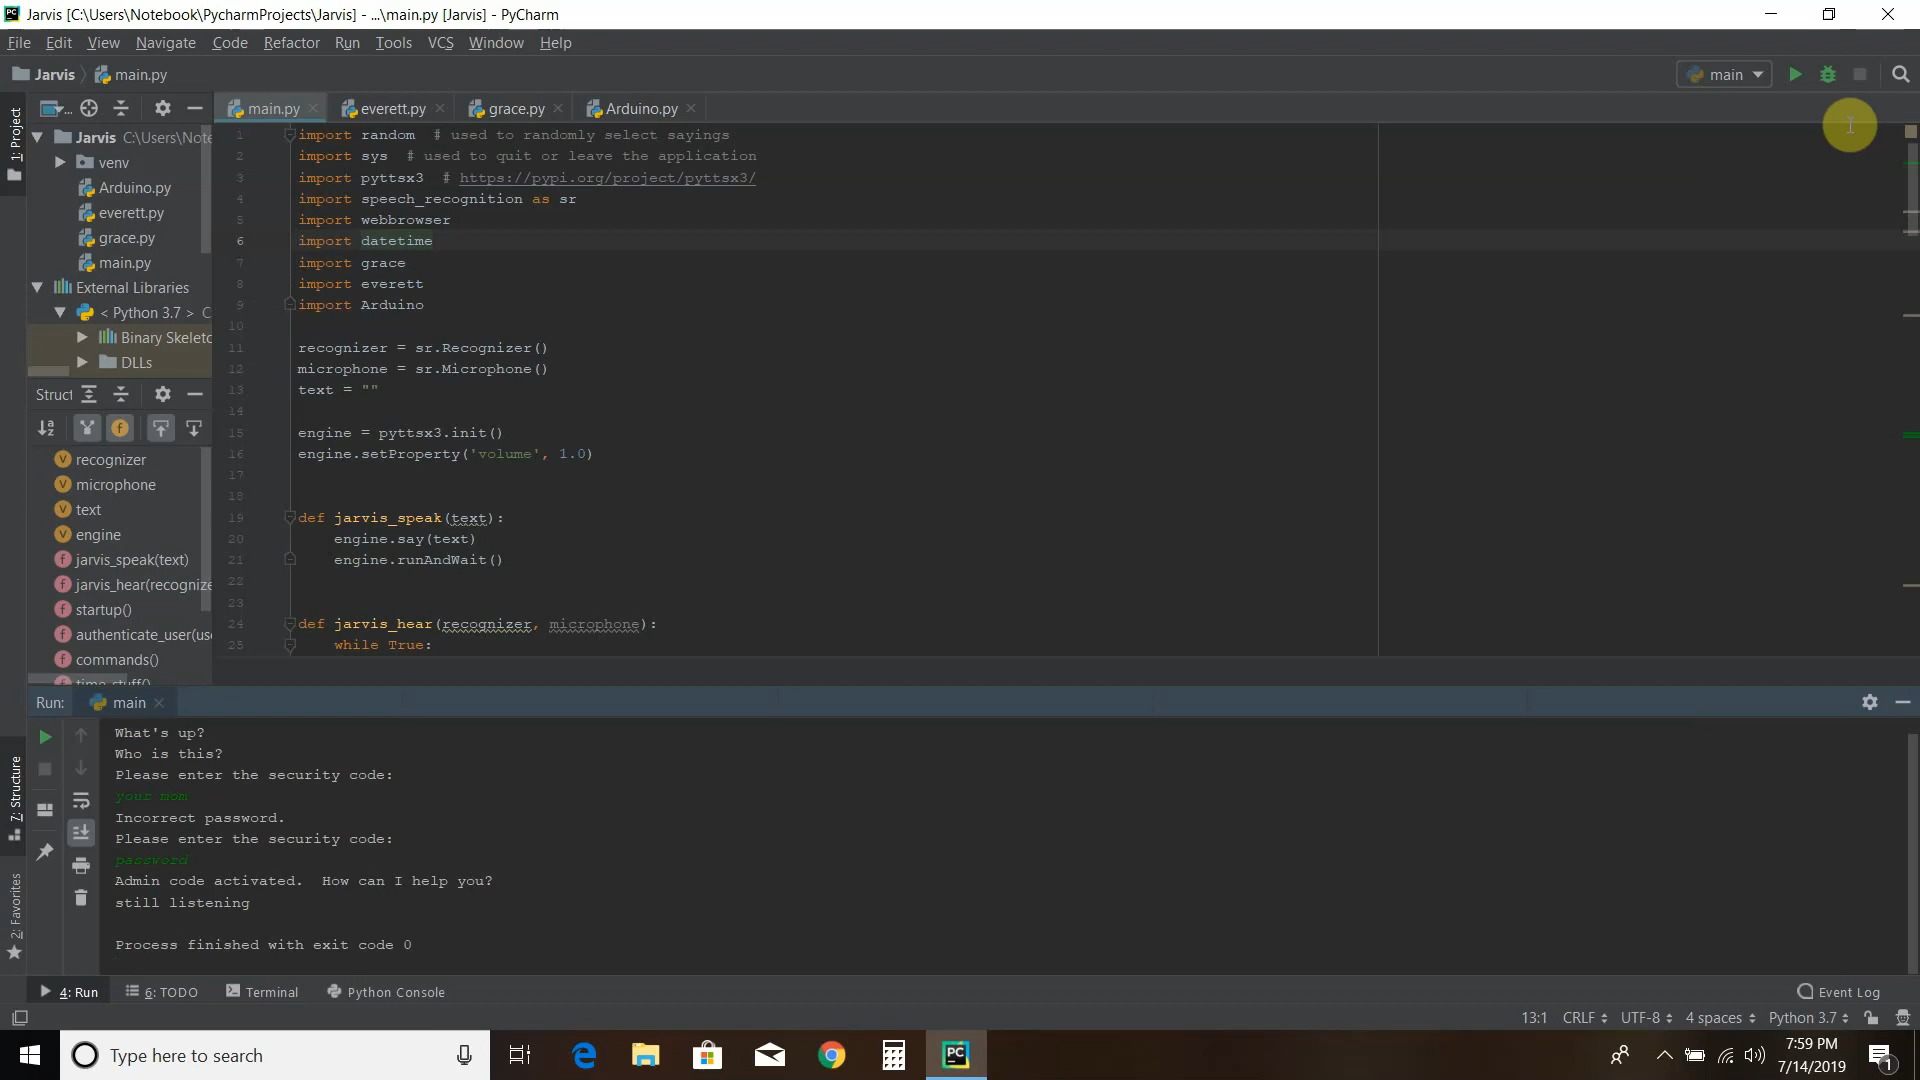 Jarvis [C:\Users\Notebook\PycharmProjects\Jarvis] - ...\main.py [Jarvis] - PyCharm
File Edit View Navigate Code Refactor Run Tools VCS Window Help
Jarvis main.py main
main.py everett.py grace.py Arduino.py
1: Project
Jarvis C:\Users\Note
venv
Arduino.py
everett.py
grace.py
main.py
External Libraries
< Python 3.7 > C
Binary Skeleto
DLLs
Struct
recognizer
microphone
text
engine
jarvis_speak(text)
jarvis_hear(recognize
startup()
authenticate_user(use
commands()
time_stuff()
1 import random  # used to randomly select sayings
2 import sys  # used to quit or leave the application
3 import pyttsx3  # https://pypi.org/project/pyttsx3/
4 import speech_recognition as sr
5 import webbrowser
6 import datetime
7 import grace
8 import everett
9 import Arduino
10
11 recognizer = sr.Recognizer()
12 microphone = sr.Microphone()
13 text = ""
14
15 engine = pyttsx3.init()
16 engine.setProperty('volume', 1.0)
17
18
19 def jarvis_speak(text):
20     engine.say(text)
21     engine.runAndWait()
22
23
24 def jarvis_hear(recognizer, microphone):
25     while True:
Run: main
What's up?
Who is this?
Please enter the security code:
your mom
Incorrect password.
Please enter the security code:
password
Admin code activated.  How can I help you?
still listening
Process finished with exit code 0
7: Structure
2: Favorites
4: Run 6: TODO Terminal Python Console Event Log
13:1 CRLF UTF-8 4 spaces Python 3.7
Type here to search
PC
7:59 PM
7/14/2019
1